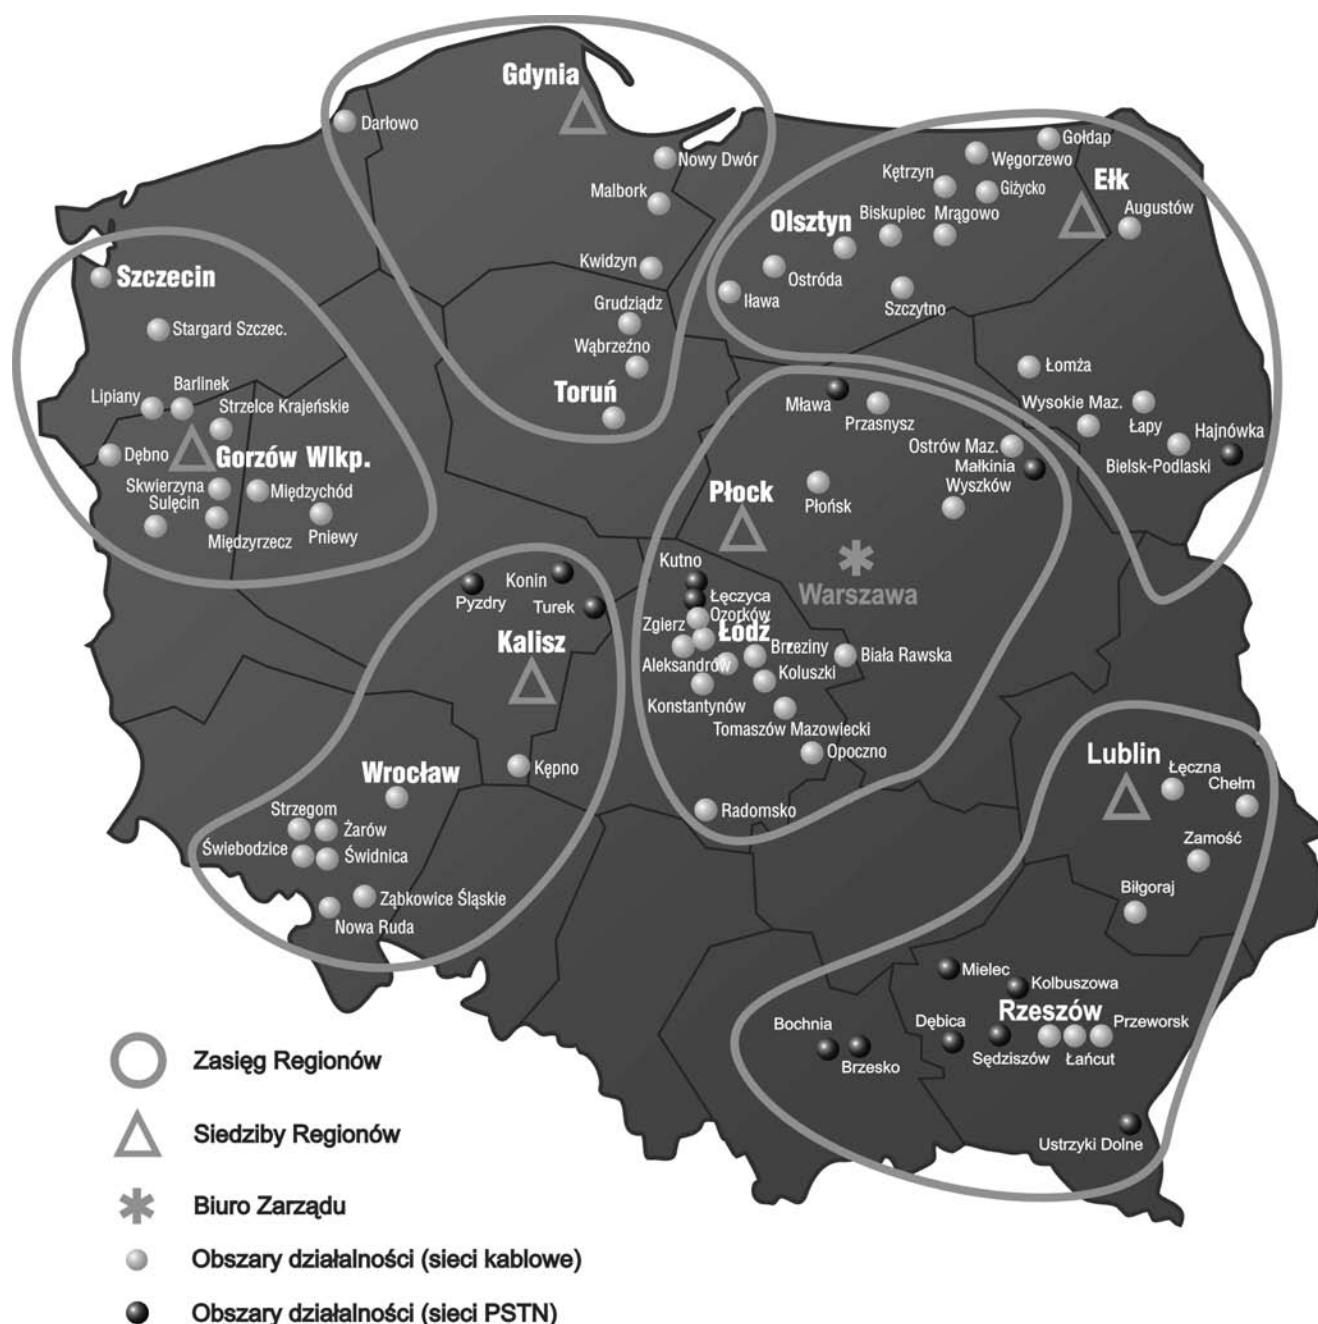 Gdynia
Darłowo
Nowy Dwór
Malbork
Kwidzyn
Grudziądz
Wąbrzeźno
Toruń
Gołdap
Węgorzewo
Kętrzyn
Giżycko
Ełk
Augustów
Biskupiec
Mrągowo
Olsztyn
Ostróda
Iława
Szczytno
Łomża
Wysokie Maz.
Łapy
Hajnówka
Bielsk-Podlaski
Szczecin
Stargard Szczec.
Barlinek
Lipiany
Strzelce Krajeńskie
Dębno
Gorzów Wlkp.
Skwierzyna
Międzychód
Sulęcin
Międzyrzecz
Pniewy
Mława
Przasnysz
Ostrów Maz.
Małkinia
Wyszków
Płock
Płońsk
Warszawa
Kutno
Łęczyca
Ozorków
Zgierz
Łódź
Brzeziny
Biała Rawska
Aleksandrów
Koluszki
Konstantynów
Tomaszów Mazowiecki
Opoczno
Radomsko
Konin
Pyzdry
Turek
Kalisz
Kępno
Wrocław
Strzegom
Żarów
Świebodzice
Świdnica
Ząbkowice Śląskie
Nowa Ruda
Lublin
Łęczna
Chełm
Zamość
Biłgoraj
Mielec
Kolbuszowa
Rzeszów
Przeworsk
Bochnia
Dębica
Brzesko
Sędziszów
Łańcut
Ustrzyki Dolne
Zasięg Regionów
Siedziby Regionów
Biuro Zarządu
Obszary działalności (sieci kablowe)
Obszary działalności (sieci PSTN)